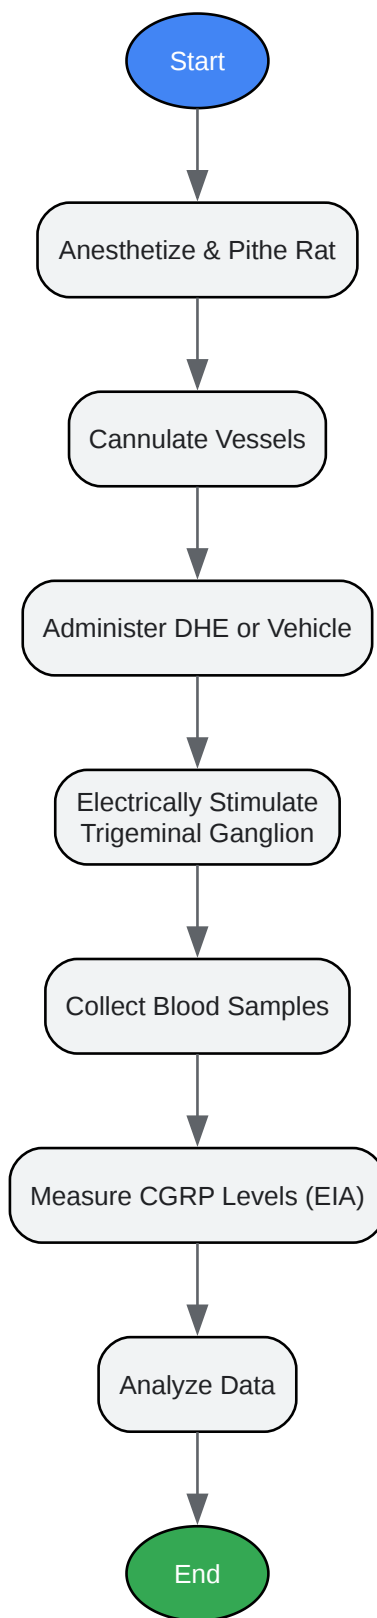 Start
Anesthetize & Pithe Rat
Cannulate Vessels
Administer DHE or Vehicle
Electrically Stimulate
Trigeminal Ganglion
Collect Blood Samples
Measure CGRP Levels (EIA)
Analyze Data
End